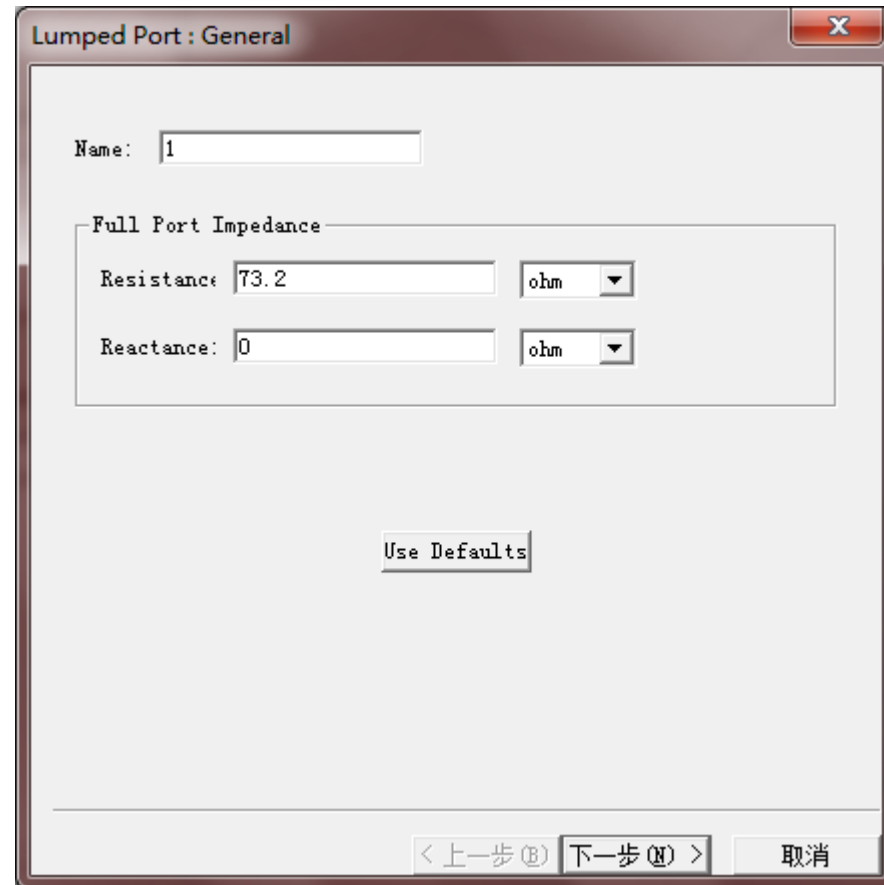 Lumped Port : General
Name: 1
Full Port Impedance
Resistance 73.2 ohm
Reactance: 0 ohm
Use Defaults
< 上一步(B) 下一步(N) > 取消